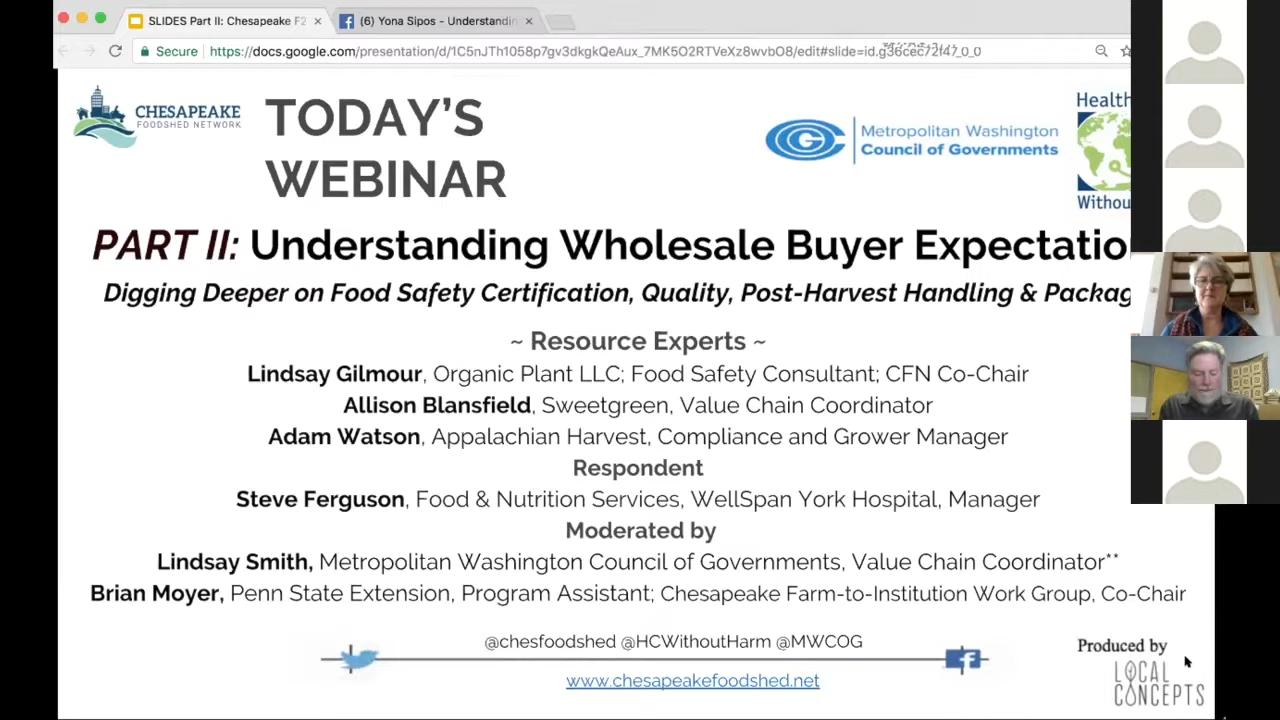 SLIDES Part II: Chesapeake F2
(6) Yona Sipos - Understandin
Secure
https://docs.google.com/presentation/d/1C5nJTh1058p7gv3dkgkQeAux_7MK5O2RTVeXz8wvbO8/edit#slide=id.g36cec72f47_0_0
CHESAPEAKE
FOODSHED NETWORK
TODAY'S
WEBINAR
Metropolitan Washington
Council of Governments
Health
Withou
PART II: Understanding Wholesale Buyer Expectatio
Digging Deeper on Food Safety Certification, Quality, Post-Harvest Handling & Packag
~ Resource Experts ~
Lindsay Gilmour, Organic Plant LLC; Food Safety Consultant; CFN Co-Chair
Allison Blansfield, Sweetgreen, Value Chain Coordinator
Adam Watson, Appalachian Harvest, Compliance and Grower Manager
Respondent
Steve Ferguson, Food & Nutrition Services, WellSpan York Hospital, Manager
Moderated by
Lindsay Smith, Metropolitan Washington Council of Governments, Value Chain Coordinator**
Brian Moyer, Penn State Extension, Program Assistant; Chesapeake Farm-to-Institution Work Group, Co-Chair
@chesfoodshed @HCWithoutHarm @MWCOG
www.chesapeakefoodshed.net
Produced by
LOCAL
CONCEPTS